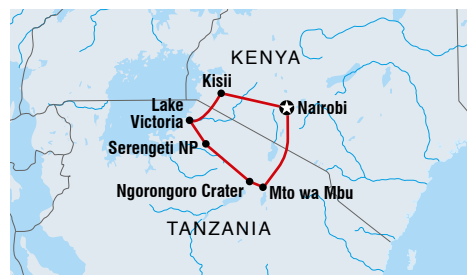 KENYA
Kisii
Nairobi
Lake
Victoria
Serengeti NP
Ngorongoro Crater
Mto wa Mbu
TANZANIA